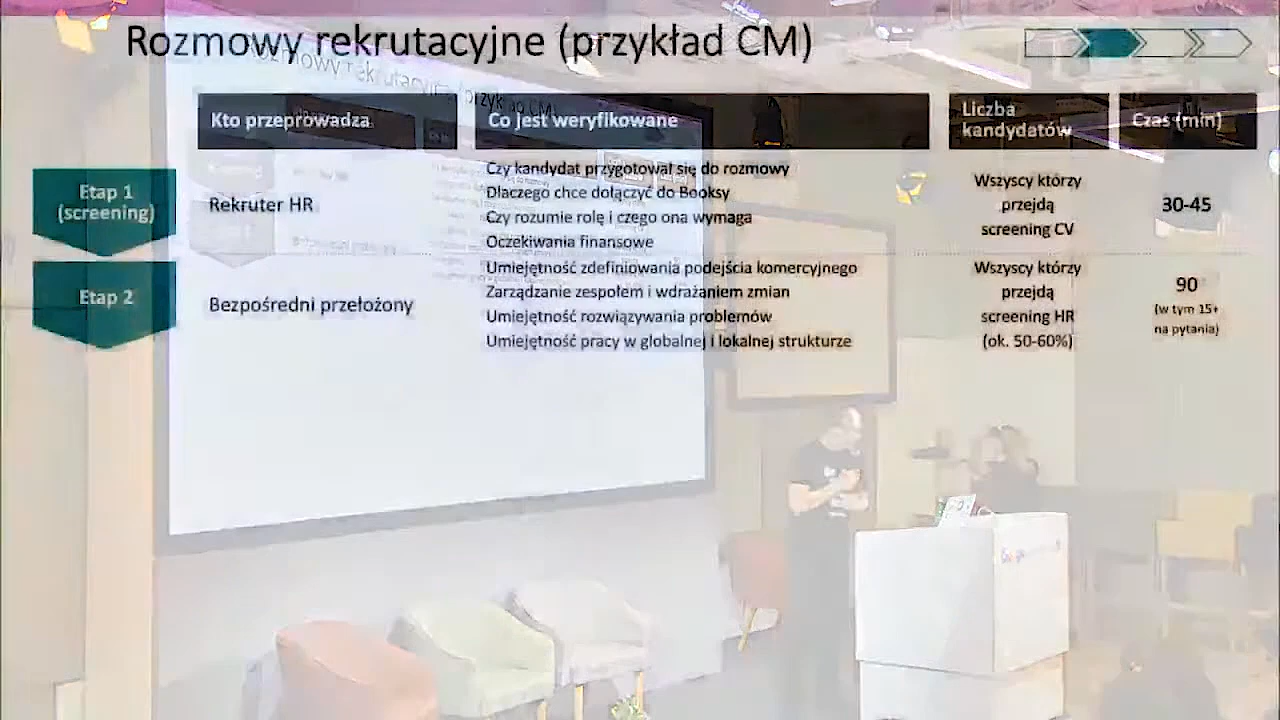 Rozmowy rekrutacyjne (przykład CM)
Kto przeprowadza
Co jest weryfikowane
Liczba
kandydatów
Czas (min)
Etap 1
(screening)
Rekruter HR
Czy kandydat przygotował się do rozmowy
Dlaczego chce dołączyć do Booksy
Czy rozumie rolę i czego ona wymaga
Oczekiwania finansowe
Wszyscy którzy
przejdą
screening CV
30-45
Etap 2
Bezpośredni przełożony
Umiejętność zdefiniowania podejścia komercyjnego
Zarządzanie zespołem i wdrażaniem zmian
Umiejętność rozwiązywania problemów
Umiejętność pracy w globalnej i lokalnej strukturze
Wszyscy którzy
przejdą
screening HR
(ok. 50-60%)
90
(w tym 15+
na pytania)